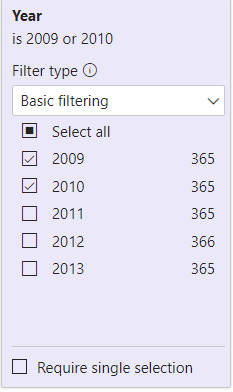 Year
is 2009 or 2010
Filter type
Basic filtering
Select all
2009 365
2010 365
2011 365
2012 366
2013 365
Require single selection